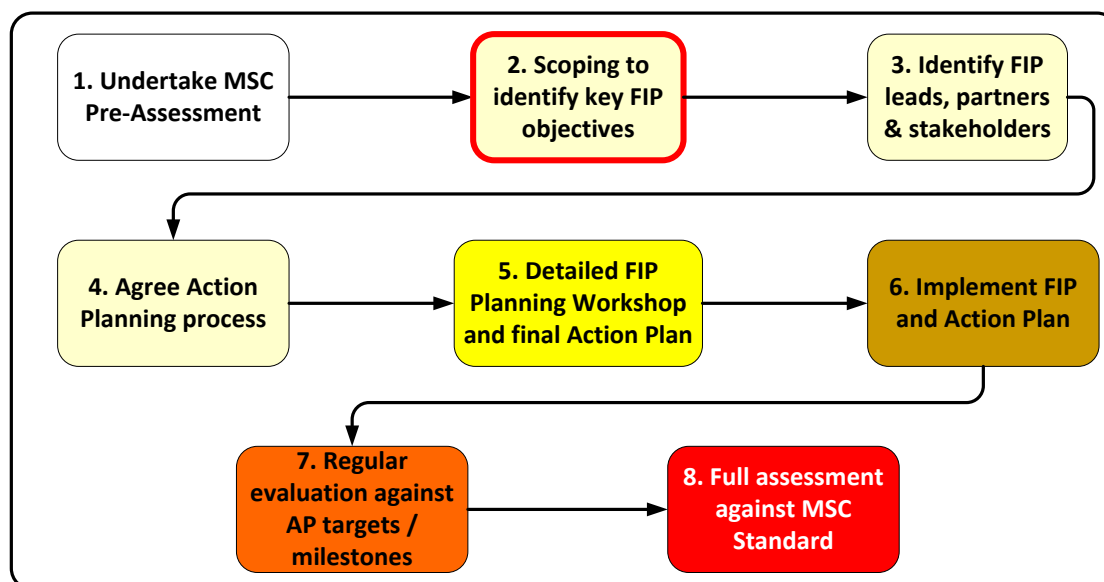 1. Undertake MSC
Pre-Assessment
2. Scoping to
identify key FIP
objectives
3. Identify FIP
leads, partners
& stakeholders
4. Agree Action
Planning process
5. Detailed FIP
Planning Workshop
and final Action Plan
6. Implement FIP
and Action Plan
7. Regular
evaluation against
AP targets /
milestones
8. Full assessment
against MSC
Standard